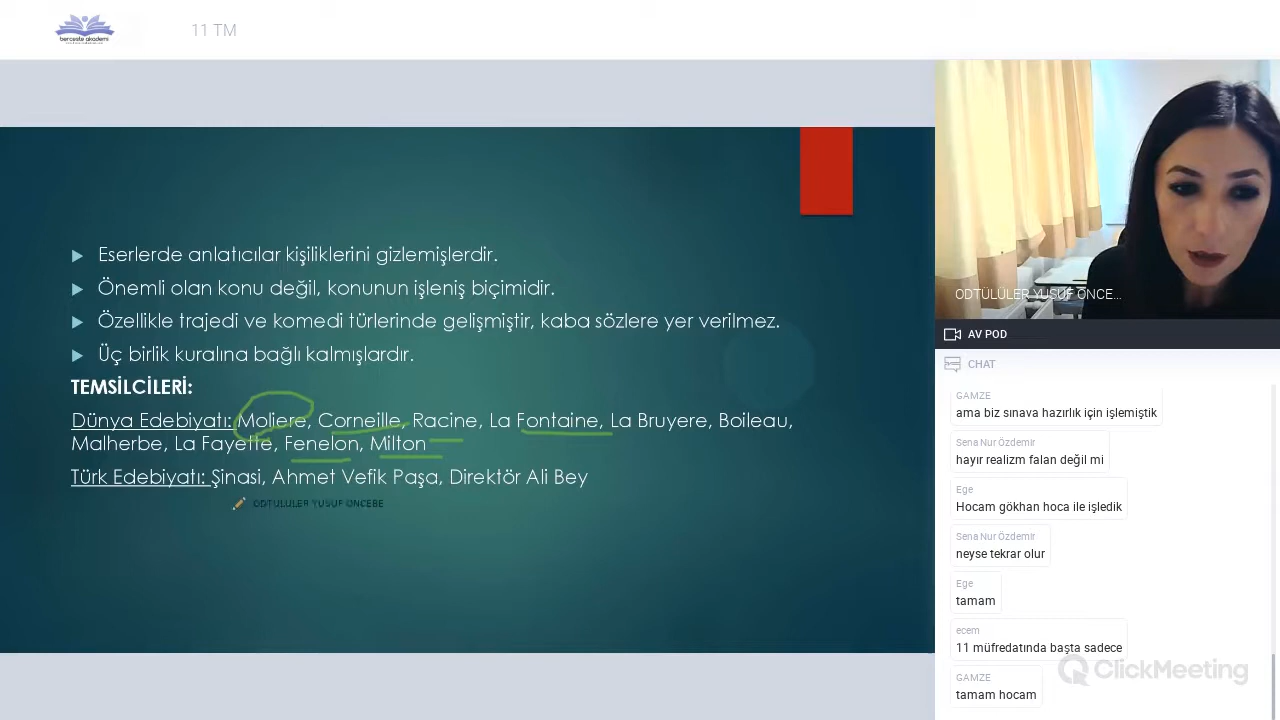 berceste akademi
11 TM
Eserlerde anlatıcılar kişiliklerini gizlemişlerdir.
Önemli olan konu değil, konunun işleniş biçimidir.
Özellikle trajedi ve komedi türlerinde gelişmiştir, kaba sözlere yer verilmez.
Üç birlik kuralına bağlı kalmışlardır.
TEMSİLCİLERİ:
Dünya Edebiyatı: Moliere, Corneille, Racine, La Fontaine, La Bruyere, Boileau,
Malherbe, La Fayette, Fenelon, Milton
Türk Edebiyatı: Şinasi, Ahmet Vefik Paşa, Direktör Ali Bey
ODTÜLÜLER YUSUF ÖNCEBE
ODTÜLÜLER YUSUF ÖNCE...
AV POD
CHAT
GAMZE
ama biz sınava hazırlık için işlemiştik
Sena Nur Özdemir
hayır realizm falan değil mi
Ege
Hocam gökhan hoca ile işledik
Sena Nur Özdemir
neyse tekrar olur
Ege
tamam
ecem
11 müfredatında başta sadece
GAMZE
tamam hocam
ClickMeeting